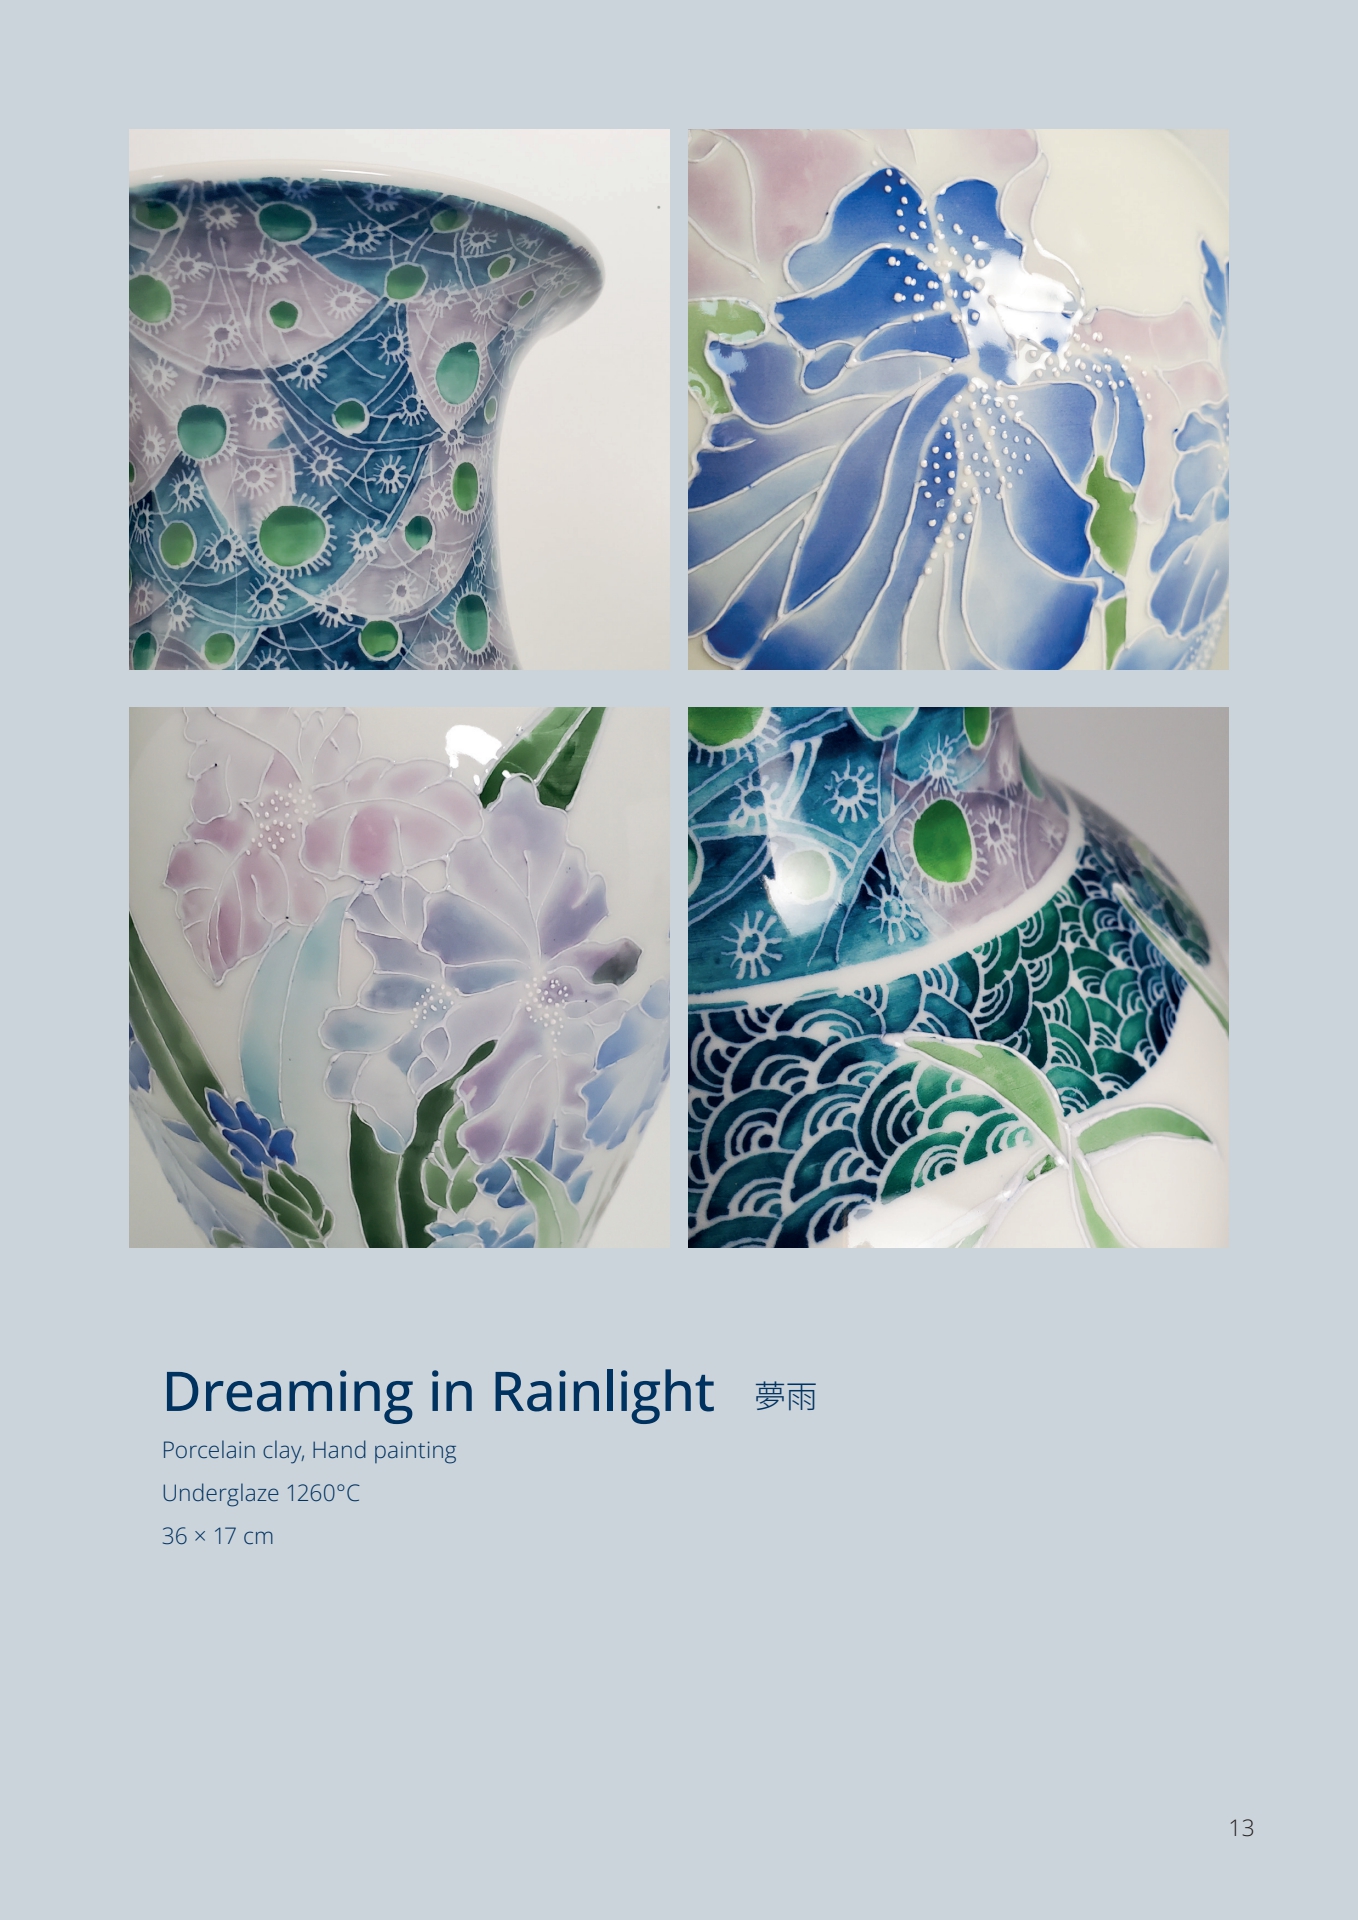 Dreaming in Rainlight 夢雨
Porcelain clay, Hand painting
Underglaze 1260°C
36 × 17 cm
13